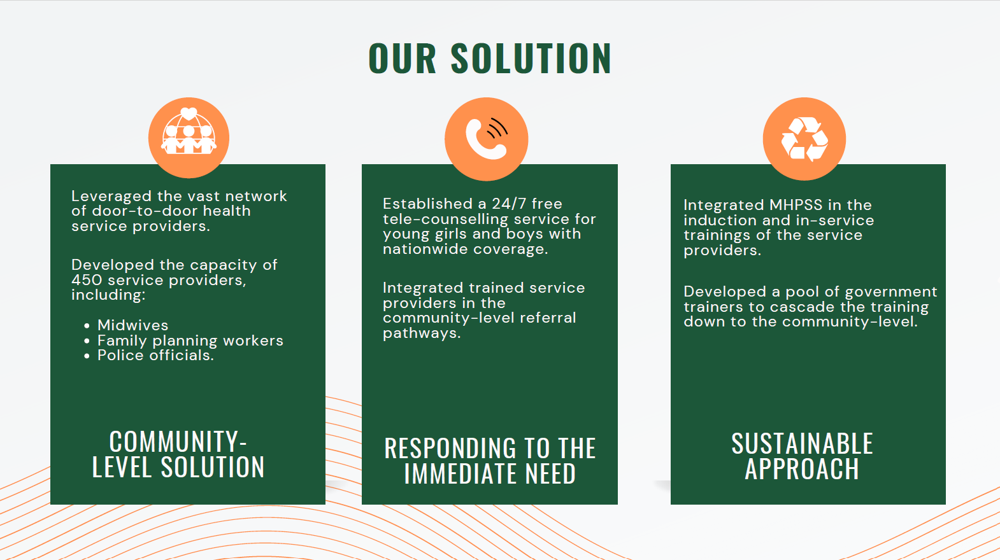 OUR SOLUTION
Leveraged the vast network
of door-to-door health
service providers.
Developed the capacity of
450 service providers,
including:
• Midwives
• Family planning workers
• Police officials.
COMMUNITY-
LEVEL SOLUTION
Established a 24/7 free
tele-counselling service for
young girls and boys with
nationwide coverage.
Integrated trained service
providers in the
community-level referral
pathways.
RESPONDING TO THE
IMMEDIATE NEED
Integrated MHPSS in the
induction and in-service
trainings of the service
providers.
Developed a pool of government
trainers to cascade the training
down to the community-level.
SUSTAINABLE
APPROACH